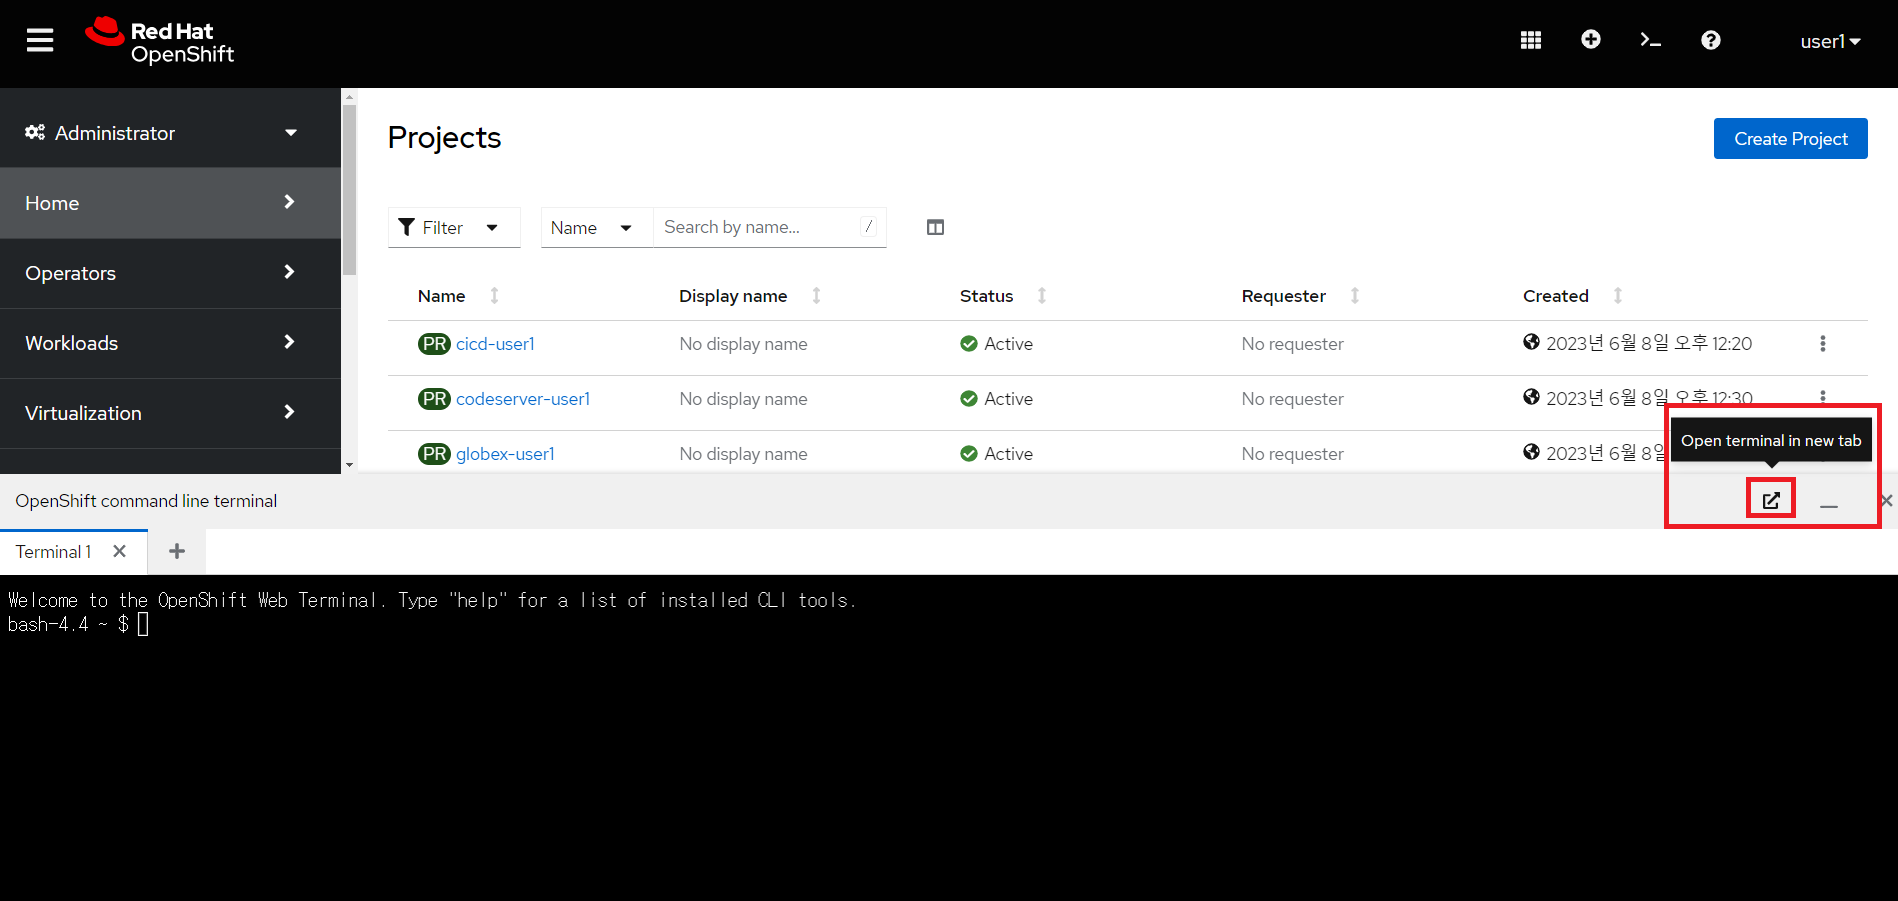 Red Hat
OpenShift
user1
Administrator
Home
Operators
Workloads
Virtualization
Projects
Create Project
Filter
Name
Search by name...
/
Name Display name Status Requester Created
PR cicd-user1 No display name Active No requester 2023년 6월 8일 오후 12:20
PR codeserver-user1 No display name Active No requester 2023년 6월 8일 오후 12:30
PR globex-user1 No display name Active No requester 2023년 6월 8일
Open terminal in new tab
OpenShift command line terminal
Terminal 1
Welcome to the OpenShift Web Terminal. Type "help" for a list of installed CLI tools.
bash-4.4 ~ $